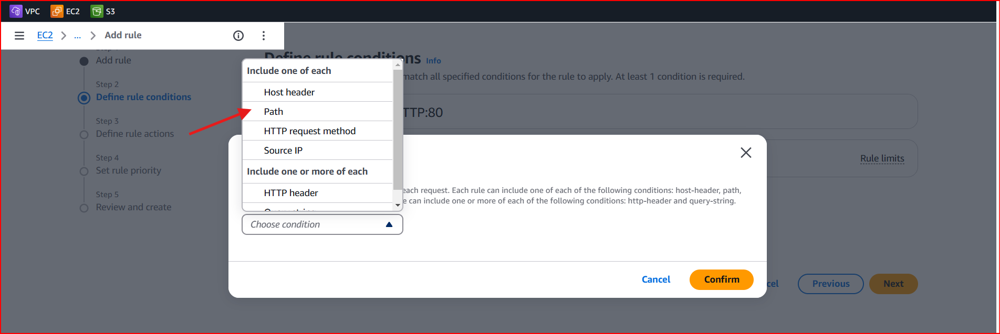 VPC EC2 S3
EC2 ... Add rule
Add rule
Step 2
Define rule conditions
Step 3
Define rule actions
Step 4
Set rule priority
Step 5
Review and create
Define rule conditions Info
match all specified conditions for the rule to apply. At least 1 condition is required.
TTP:80
Rule limits
Include one of each
Host header
Path
HTTP request method
Source IP
Include one or more of each
HTTP header
each request. Each rule can include one of each of the following conditions: host-header, path,
e can include one or more of each of the following conditions: http-header and query-string.
Choose condition
Cancel Confirm
cel Previous Next